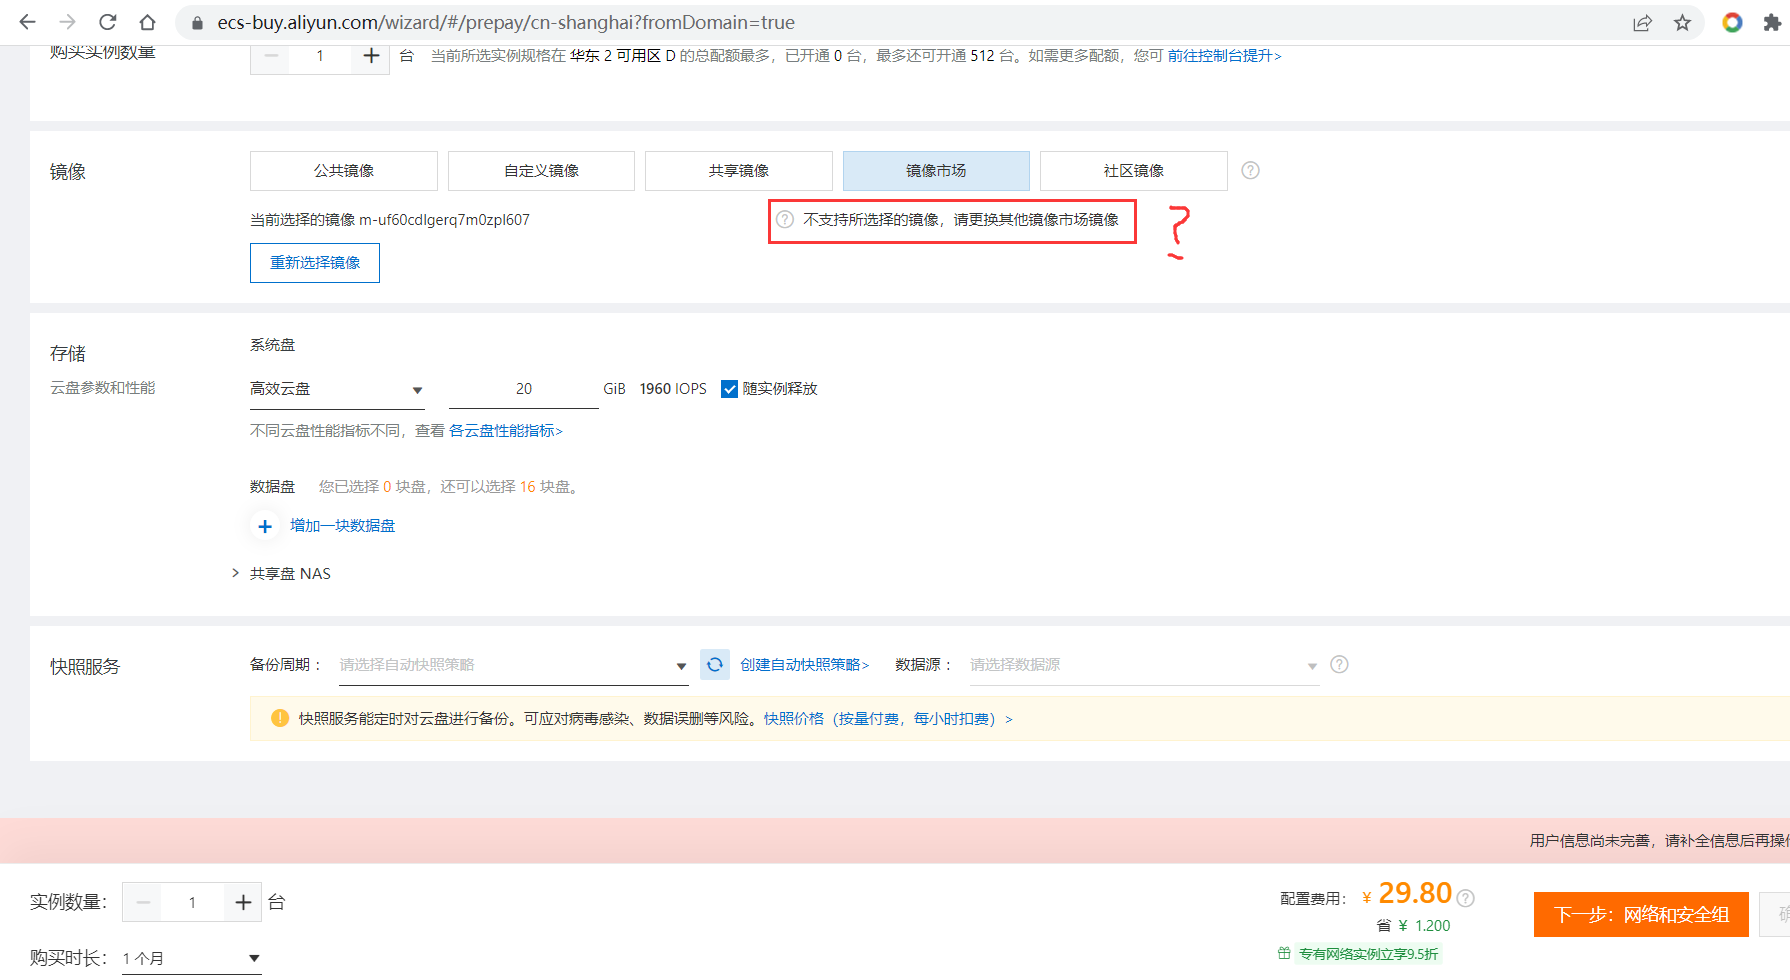 ecs-buy.aliyun.com/wizard/#/prepay/cn-shanghai?fromDomain=true
购买实例数量 1 台 当前所选实例规格在 华东 2 可用区 D 的总配额最多，已开通 0 台，最多还可开通 512 台。如需更多配额，您可 前往控制台提升>
镜像 公共镜像 自定义镜像 共享镜像 镜像市场 社区镜像 ?
当前选择的镜像 m-uf60cdlgerq7m0zpl607 ? 不支持所选择的镜像，请更换其他镜像市场镜像 ?
重新选择镜像
系统盘
存储
云盘参数和性能 高效云盘 20 GiB 1960 IOPS 随实例释放
不同云盘性能指标不同，查看 各云盘性能指标>
数据盘 您已选择 0 块盘，还可以选择 16 块盘。
+ 增加一块数据盘
> 共享盘 NAS
快照服务 备份周期： 请选择自动快照策略 创建自动快照策略> 数据源： 请选择数据源 ?
! 快照服务能定时对云盘进行备份。可应对病毒感染、数据误删等风险。快照价格（按量付费，每小时扣费）>
用户信息尚未完善，请补全信息后再操
实例数量： 1 台 配置费用： ¥ 29.80 ? 下一步：网络和安全组
省 ¥ 1.200
专有网络实例立享9.5折
购买时长： 1 个月